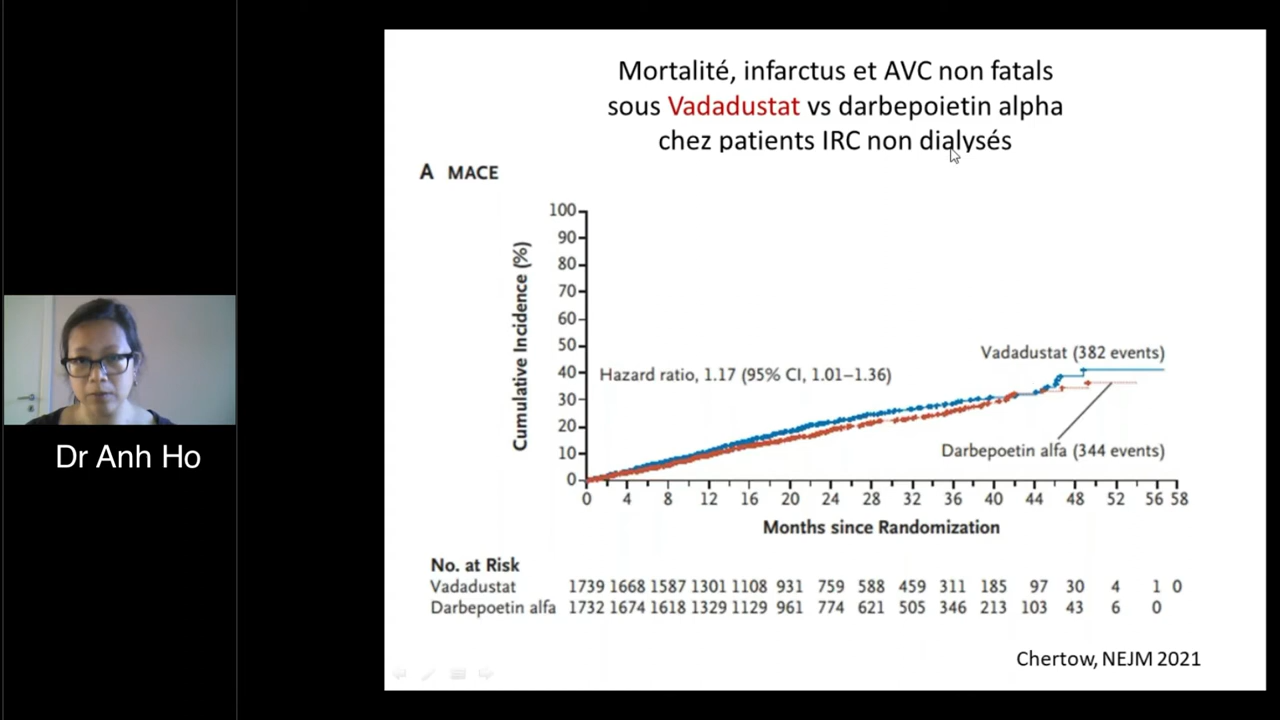 Mortalité, infarctus et AVC non fatals
sous Vadadustat vs darbepoietin alpha
chez patients IRC non dialysés
A MACE
Cumulative Incidence (%)
100
90
80
70
60
50
40
30
20
10
0
Hazard ratio, 1.17 (95% CI, 1.01–1.36)
Vadadustat (382 events)
Darbepoetin alfa (344 events)
0 4 8 12 16 20 24 28 32 36 40 44 48 52 56 58
Months since Randomization
No. at Risk
Vadadustat 1739 1668 1587 1301 1108 931 759 588 459 311 185 97 30 4 1 0
Darbepoetin alfa 1732 1674 1618 1329 1129 961 774 621 505 346 213 103 43 6 0
Chertow, NEJM 2021
Dr Anh Ho